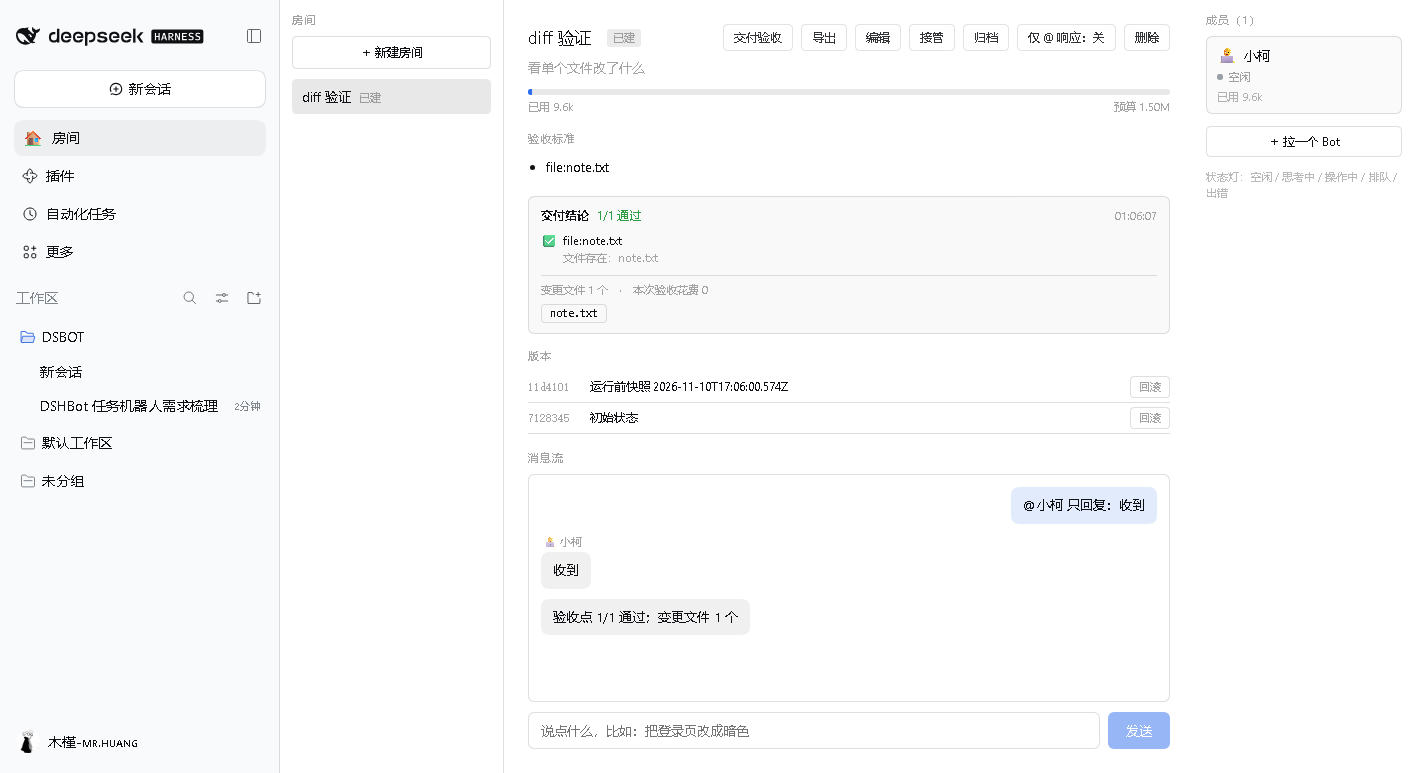 deepseek HARNESS
新会话
房间
插件
自动化任务
更多
工作区
DSBOT
新会话
DSHBot 任务机器人需求梳理 2分钟
默认工作区
未分组
木槿-MR.HUANG
房间
+ 新建房间
diff 验证 已建
diff 验证 已建
交付验收 导出 编辑 接管 归档 仅 @ 响应：关 删除
看单个文件改了什么
已用 9.6k 预算 1.50M
验收标准
• file:note.txt
交付结论 1/1 通过 01:06:07
file:note.txt
文件存在：note.txt
变更文件 1 个 · 本次验收花费 0
note.txt
版本
11d4101 运行前快照 2026-11-10T17:06:00.574Z 回滚
7128345 初始状态 回滚
消息流
@小柯 只回复：收到
小柯
收到
验收点 1/1 通过；变更文件 1 个
说点什么，比如：把登录页改成暗色
发送
成员（1）
小柯
空闲
已用 9.6k
+ 拉一个 Bot
状态灯：空闲 / 思考中 / 操作中 / 排队 /
出错